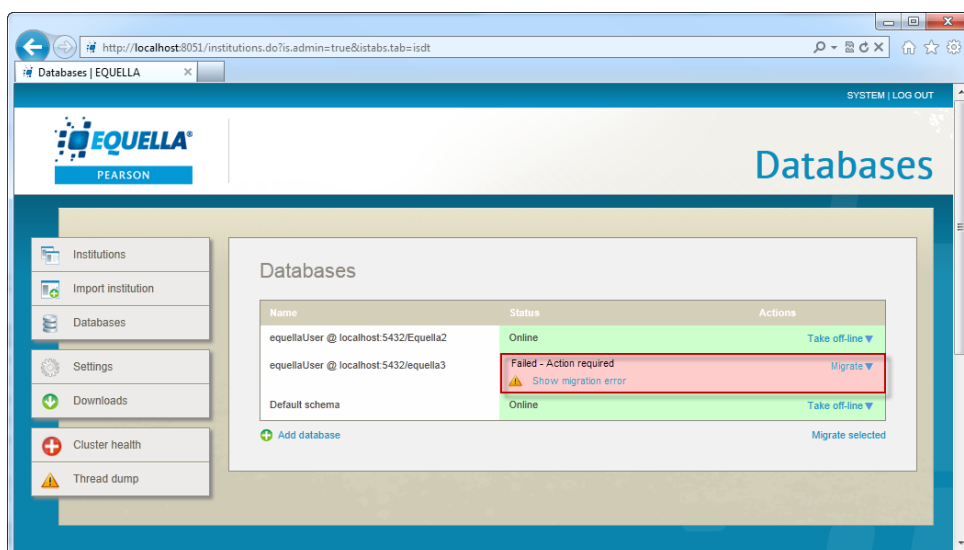 http://localhost:8051/institutions.do?is.admin=true&istabs.tab=isdt
Databases | EQUELLA
SYSTEM | LOG OUT
EQUELLA®
PEARSON
Databases
Institutions
Import institution
Databases
Settings
Downloads
Cluster health
Thread dump
Databases
Name Status Actions
equellaUser @ localhost:5432/Equella2 Online Take off-line
equellaUser @ localhost:5432/equella3 Failed - Action required Migrate
Show migration error
Default schema Online Take off-line
Add database Migrate selected